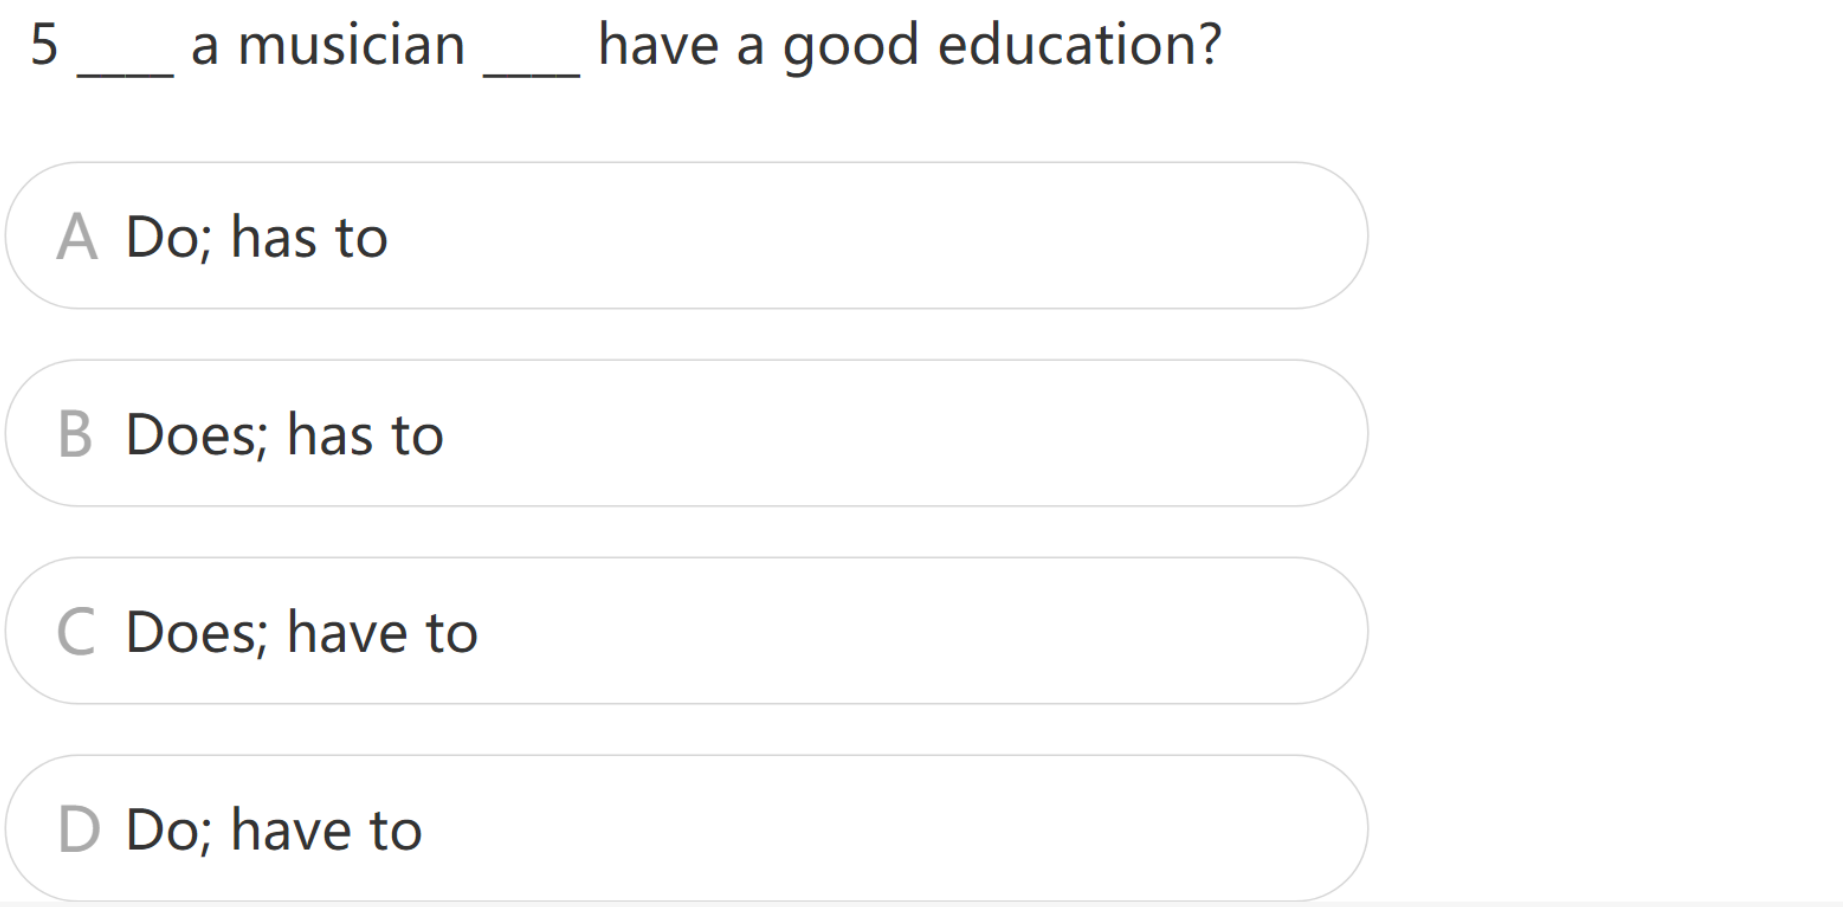 5 ____ a musician ____ have a good education?
A Do; has to
B Does; has to
C Does; have to
D Do; have to